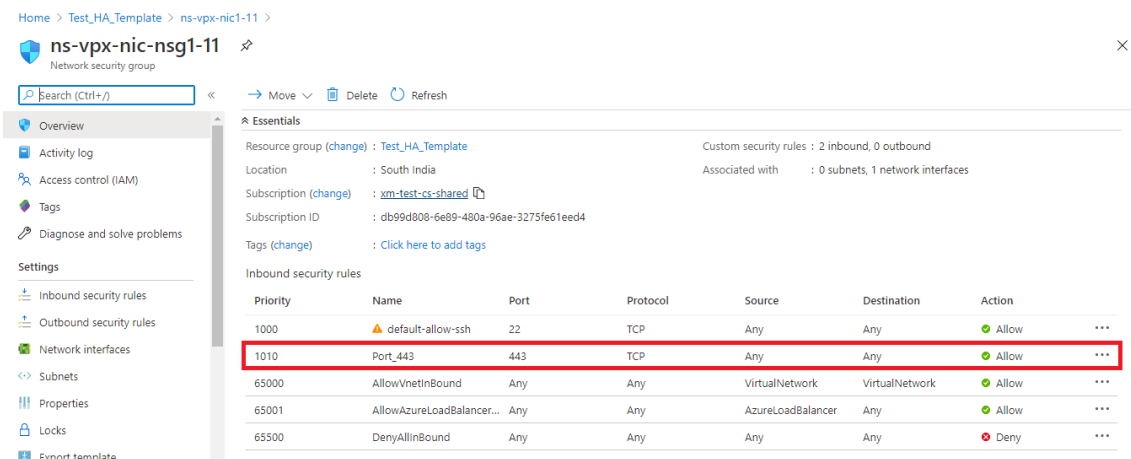 Home > Test_HA_Template > ns-vpx-nic1-11 >
ns-vpx-nic-nsg1-11
Network security group
Search (Ctrl+/)
«
Overview
Activity log
Access control (IAM)
Tags
Diagnose and solve problems
Settings
Inbound security rules
Outbound security rules
Network interfaces
Subnets
Properties
Locks
Export template
Move Delete Refresh
Essentials
Resource group (change) : Test_HA_Template
Location : South India
Subscription (change) : xm-test-cs-shared
Subscription ID : db99d808-6e89-480a-96ae-3275fe61eed4
Tags (change) : Click here to add tags
Custom security rules : 2 inbound, 0 outbound
Associated with : 0 subnets, 1 network interfaces
Inbound security rules
Priority Name Port Protocol Source Destination Action
1000 default-allow-ssh 22 TCP Any Any Allow ...
1010 Port_443 443 TCP Any Any Allow ...
65000 AllowVnetInBound Any Any VirtualNetwork VirtualNetwork Allow ...
65001 AllowAzureLoadBalancer... Any Any AzureLoadBalancer Any Allow ...
65500 DenyAllInBound Any Any Any Any Deny ...